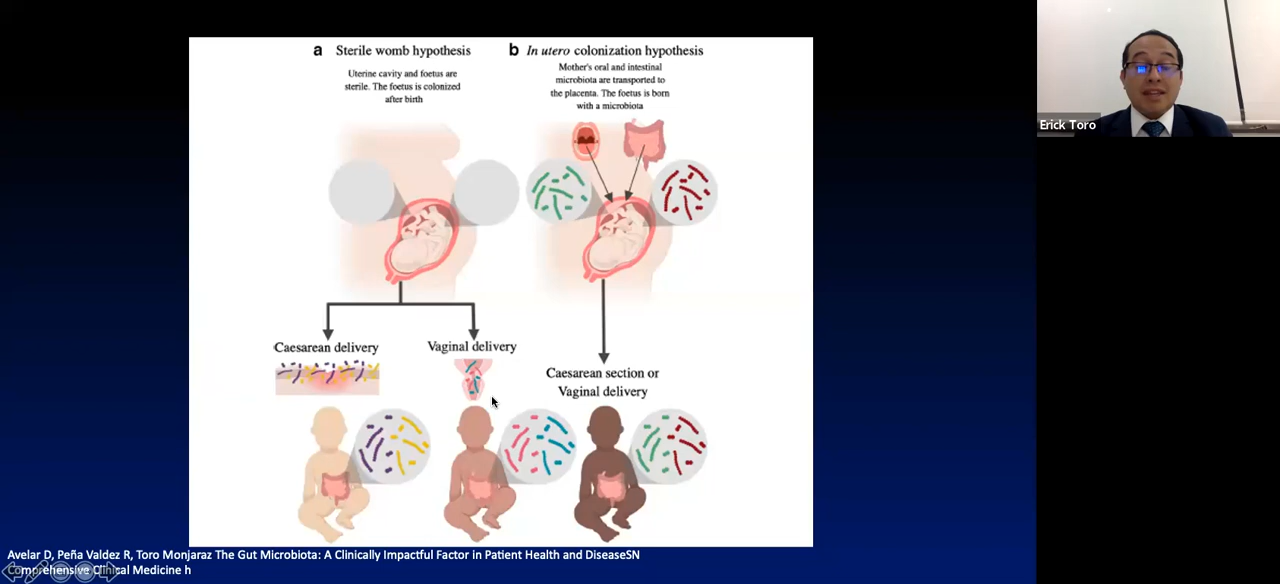 a Sterile womb hypothesis
Uterine cavity and foetus are
sterile. The foetus is colonized
after birth
b In utero colonization hypothesis
Mother's oral and intestinal
microbiota are transported to
the placenta. The foetus is born
with a microbiota
Erick Toro
Caesarean delivery
Vaginal delivery
Caesarean section or
Vaginal delivery
Avelar D, Peña Valdez R, Toro Monjaraz The Gut Microbiota: A Clinically Impactful Factor in Patient Health and DiseaseSN
Comprehensive Clinical Medicine h